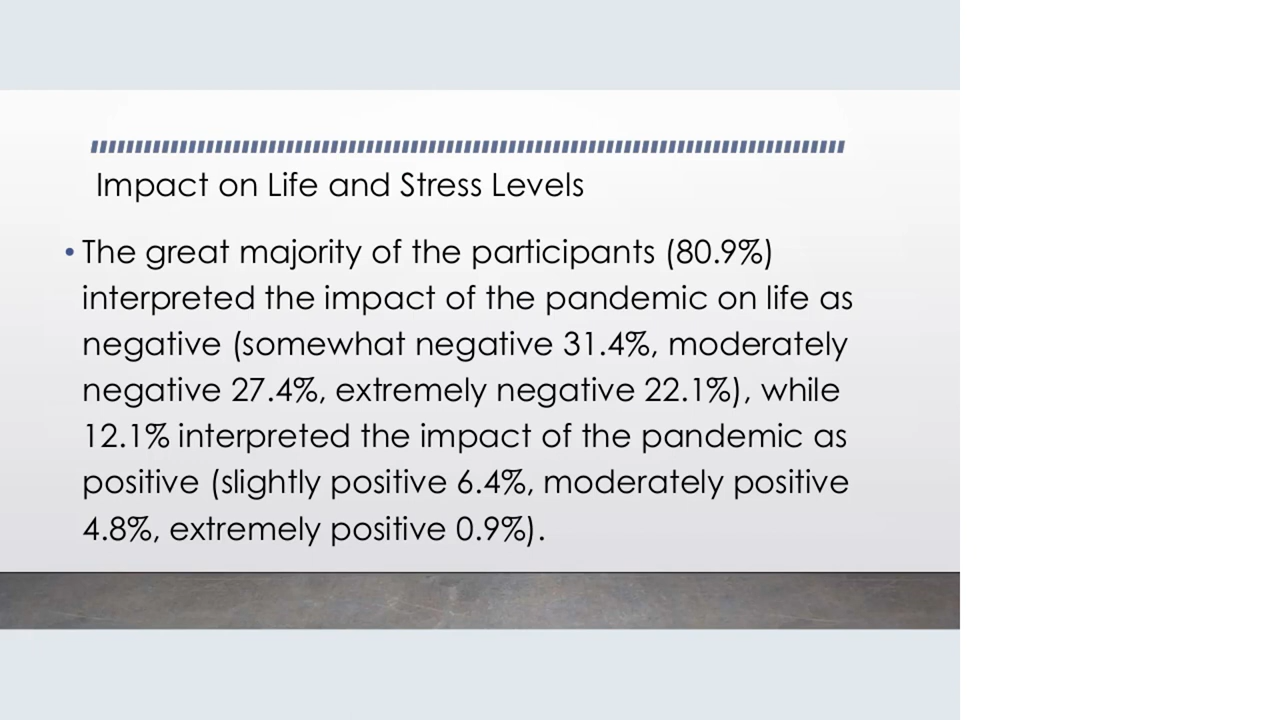 Impact on Life and Stress Levels
• The great majority of the participants (80.9%)
interpreted the impact of the pandemic on life as
negative (somewhat negative 31.4%, moderately
negative 27.4%, extremely negative 22.1%), while
12.1% interpreted the impact of the pandemic as
positive (slightly positive 6.4%, moderately positive
4.8%, extremely positive 0.9%).